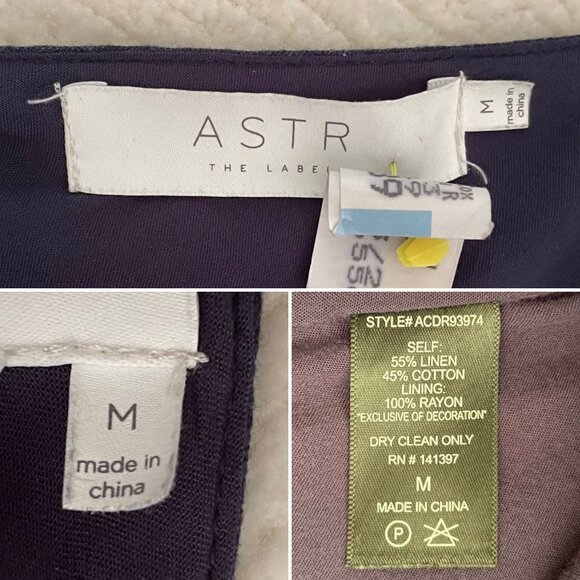 ASTR
THE LABEL
M
made in
china
M
made in
china
STYLE# ACDR93974
SELF:
55% LINEN
45% COTTON
LINING:
100% RAYON
"EXCLUSIVE OF DECORATION"
DRY CLEAN ONLY
RN # 141397
M
MADE IN CHINA
P